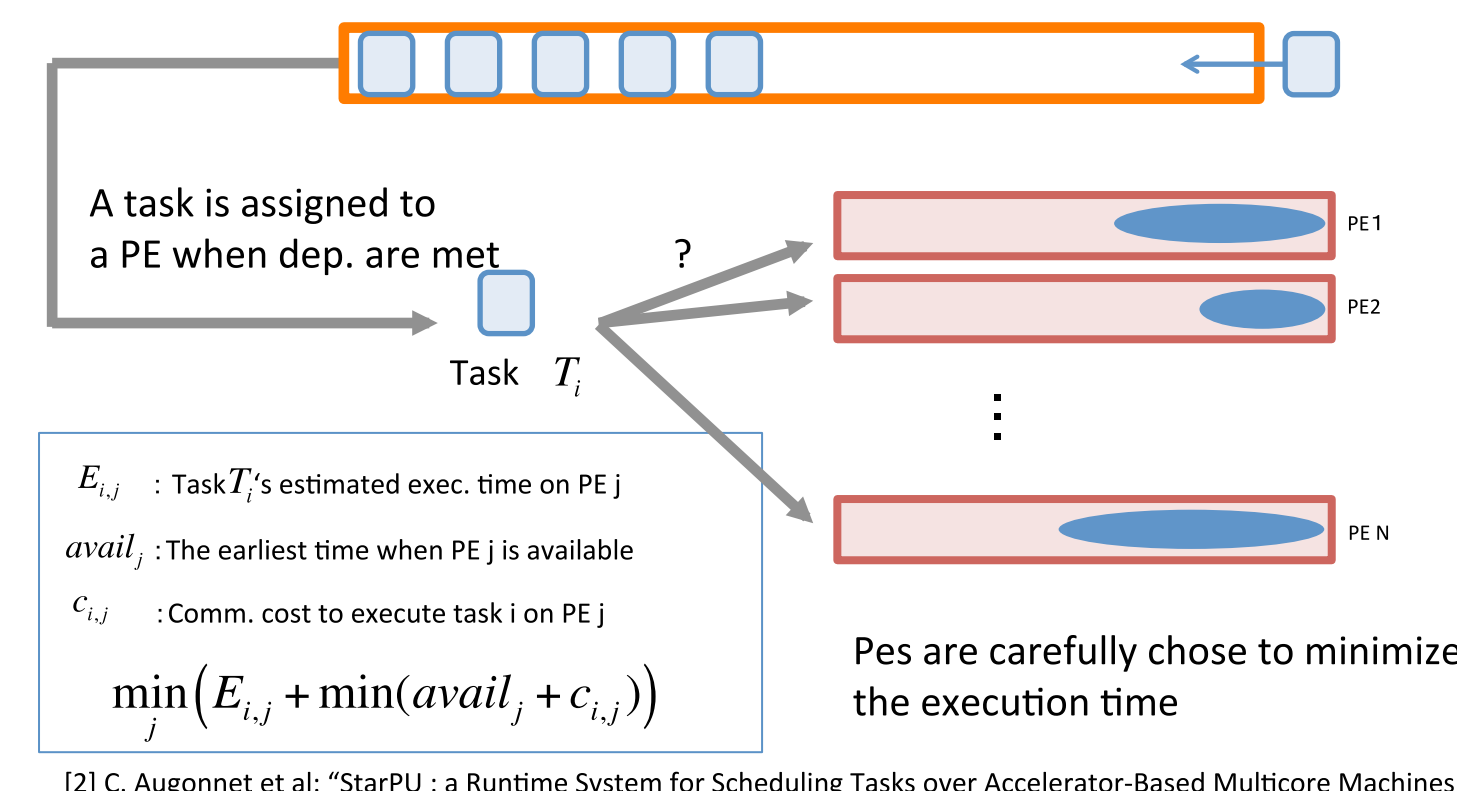 A task is assigned to
a PE when dep. are met
?
PE1
PE2
Task T_i
⋮
E_{i,j} : Task T_i‘s estimated exec. time on PE j
avail_j : The earliest time when PE j is available
c_{i,j} : Comm. cost to execute task i on PE j
min_j(E_{i,j} + min(avail_j + c_{i,j}))
PE N
Pes are carefully chose to minimize
the execution time
[2] C. Augonnet et al: “StarPU : a Runtime System for Scheduling Tasks over Accelerator-Based Multicore Machines